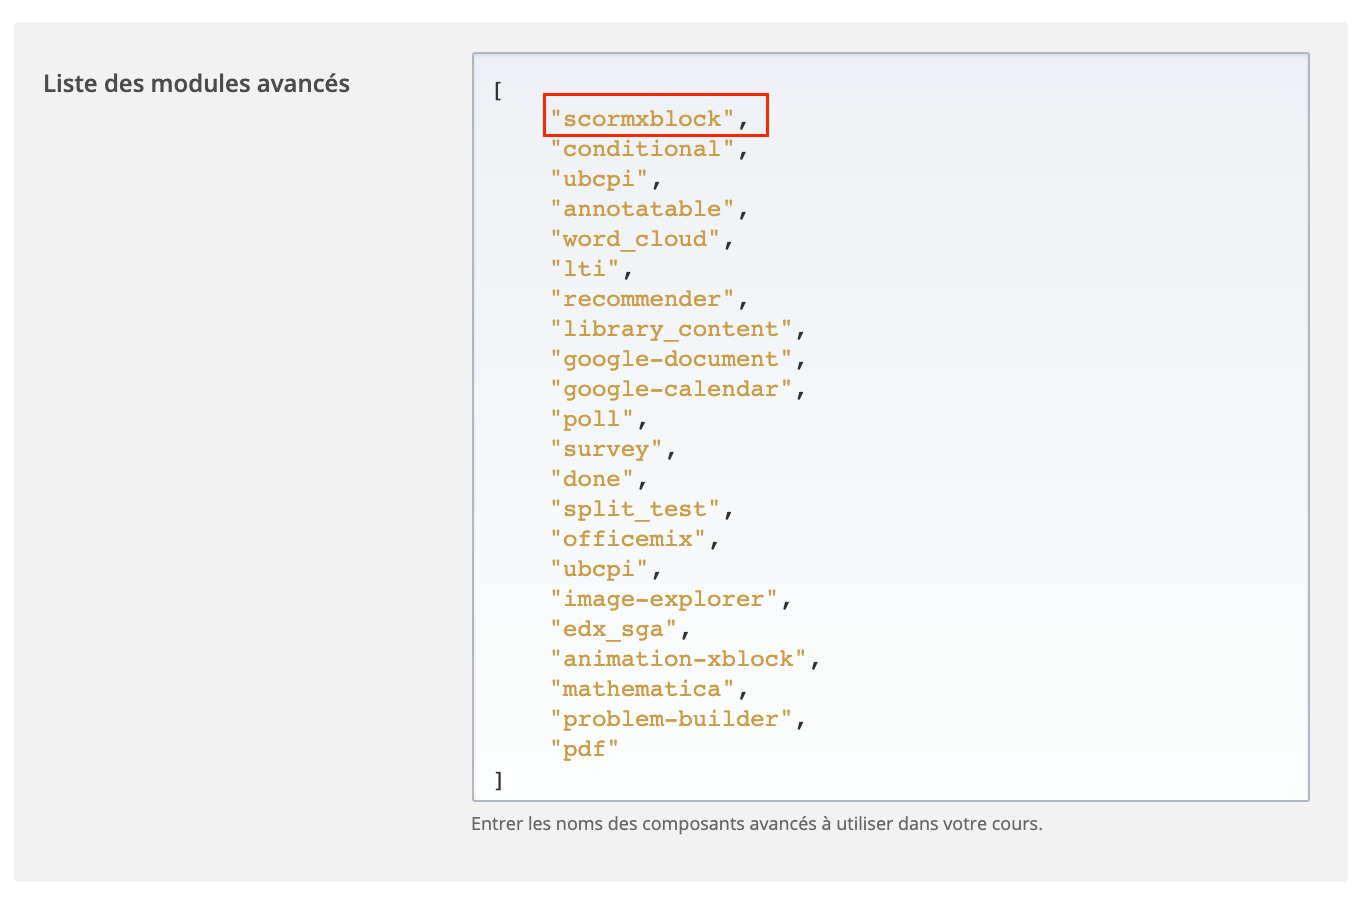 Liste des modules avancés
[
"scormxblock",
"conditional",
"ubcpi",
"annotatable",
"word_cloud",
"lti",
"recommender",
"library_content",
"google-document",
"google-calendar",
"poll",
"survey",
"done",
"split_test",
"officemix",
"ubcpi",
"image-explorer",
"edx_sga",
"animation-xblock",
"mathematica",
"problem-builder",
"pdf"
]
Entrer les noms des composants avancés à utiliser dans votre cours.